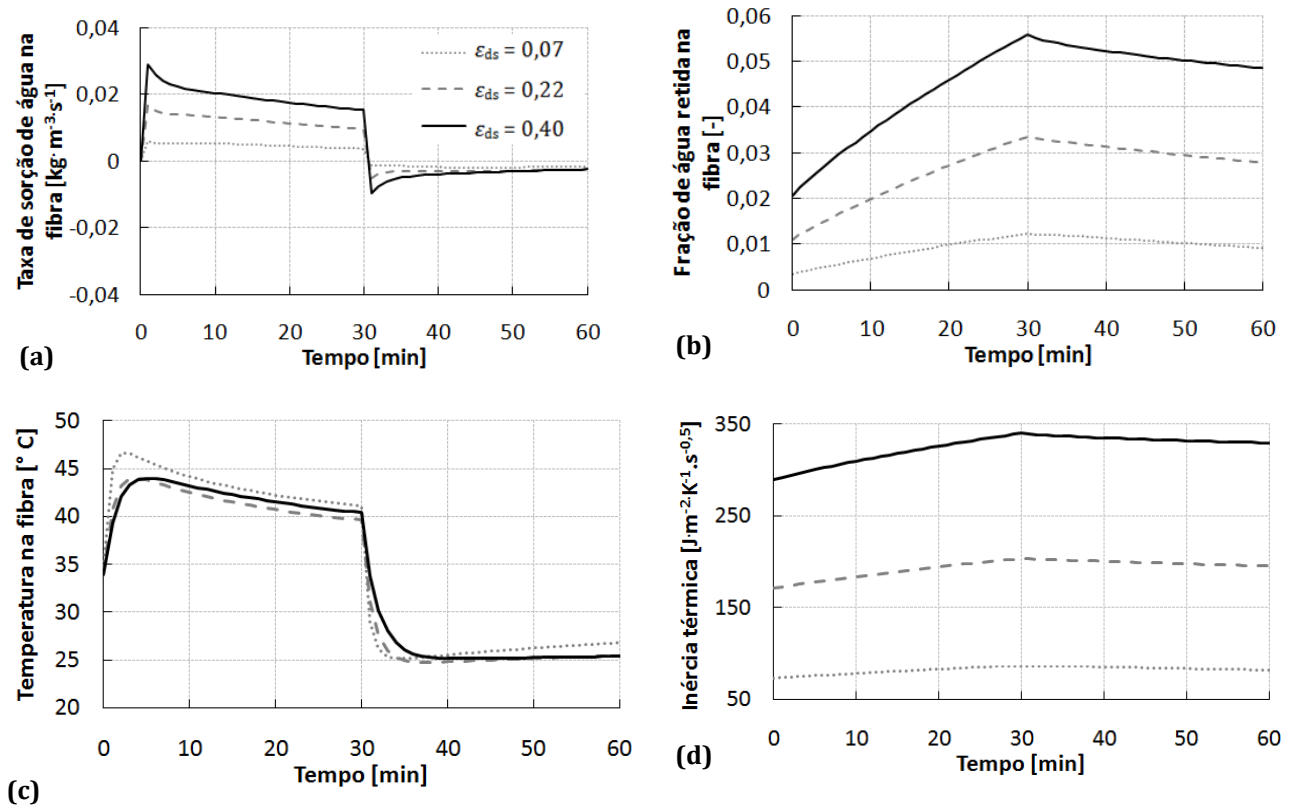 Taxa de sorção de água na
fibra [kg·m-3·s-1]
0,04
0,02
0
-0,02
-0,04
εds = 0,07
εds = 0,22
εds = 0,40
0 10 20 30 40 50 60
Tempo [min]
(a)
Fração de água retida na
fibra [-]
0,06
0,05
0,04
0,03
0,02
0,01
0
0 10 20 30 40 50 60
Tempo [min]
(b)
Temperatura na fibra [° C]
50
45
40
35
30
25
20
0 10 20 30 40 50 60
Tempo [min]
(c)
Inércia térmica [J·m-2·K-1.s-0,5]
350
250
150
50
0 10 20 30 40 50 60
Tempo [min]
(d)